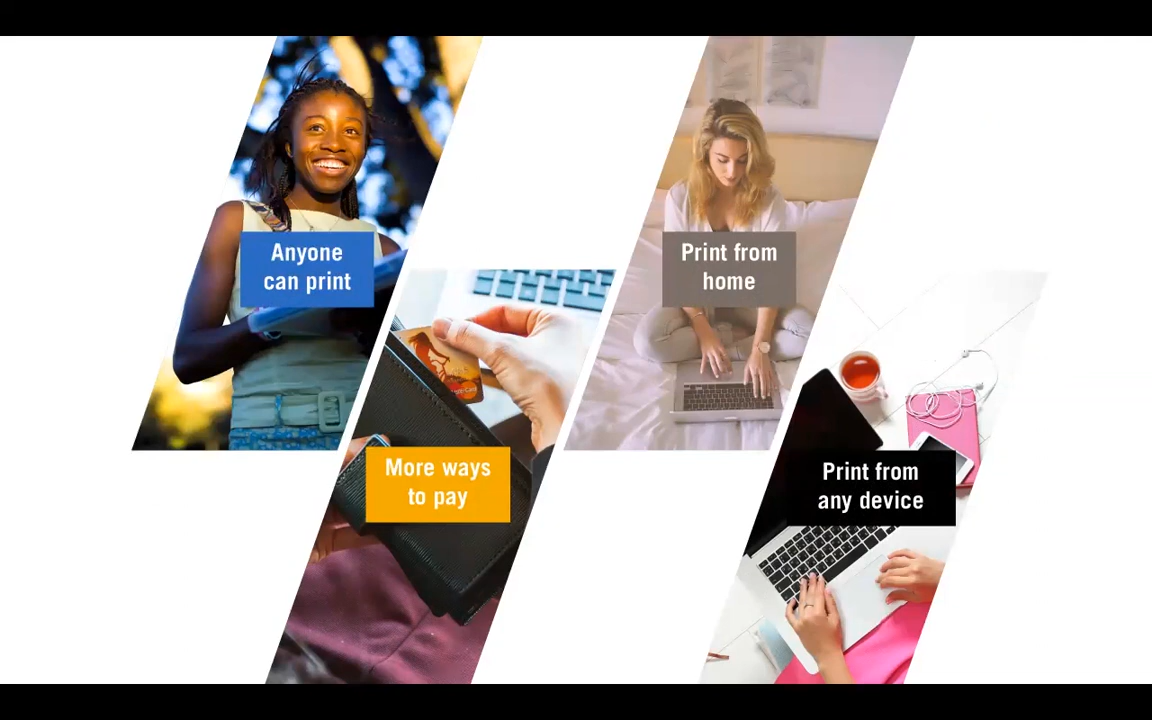 Anyone
can print
More ways
to pay
Print from
home
Print from
any device